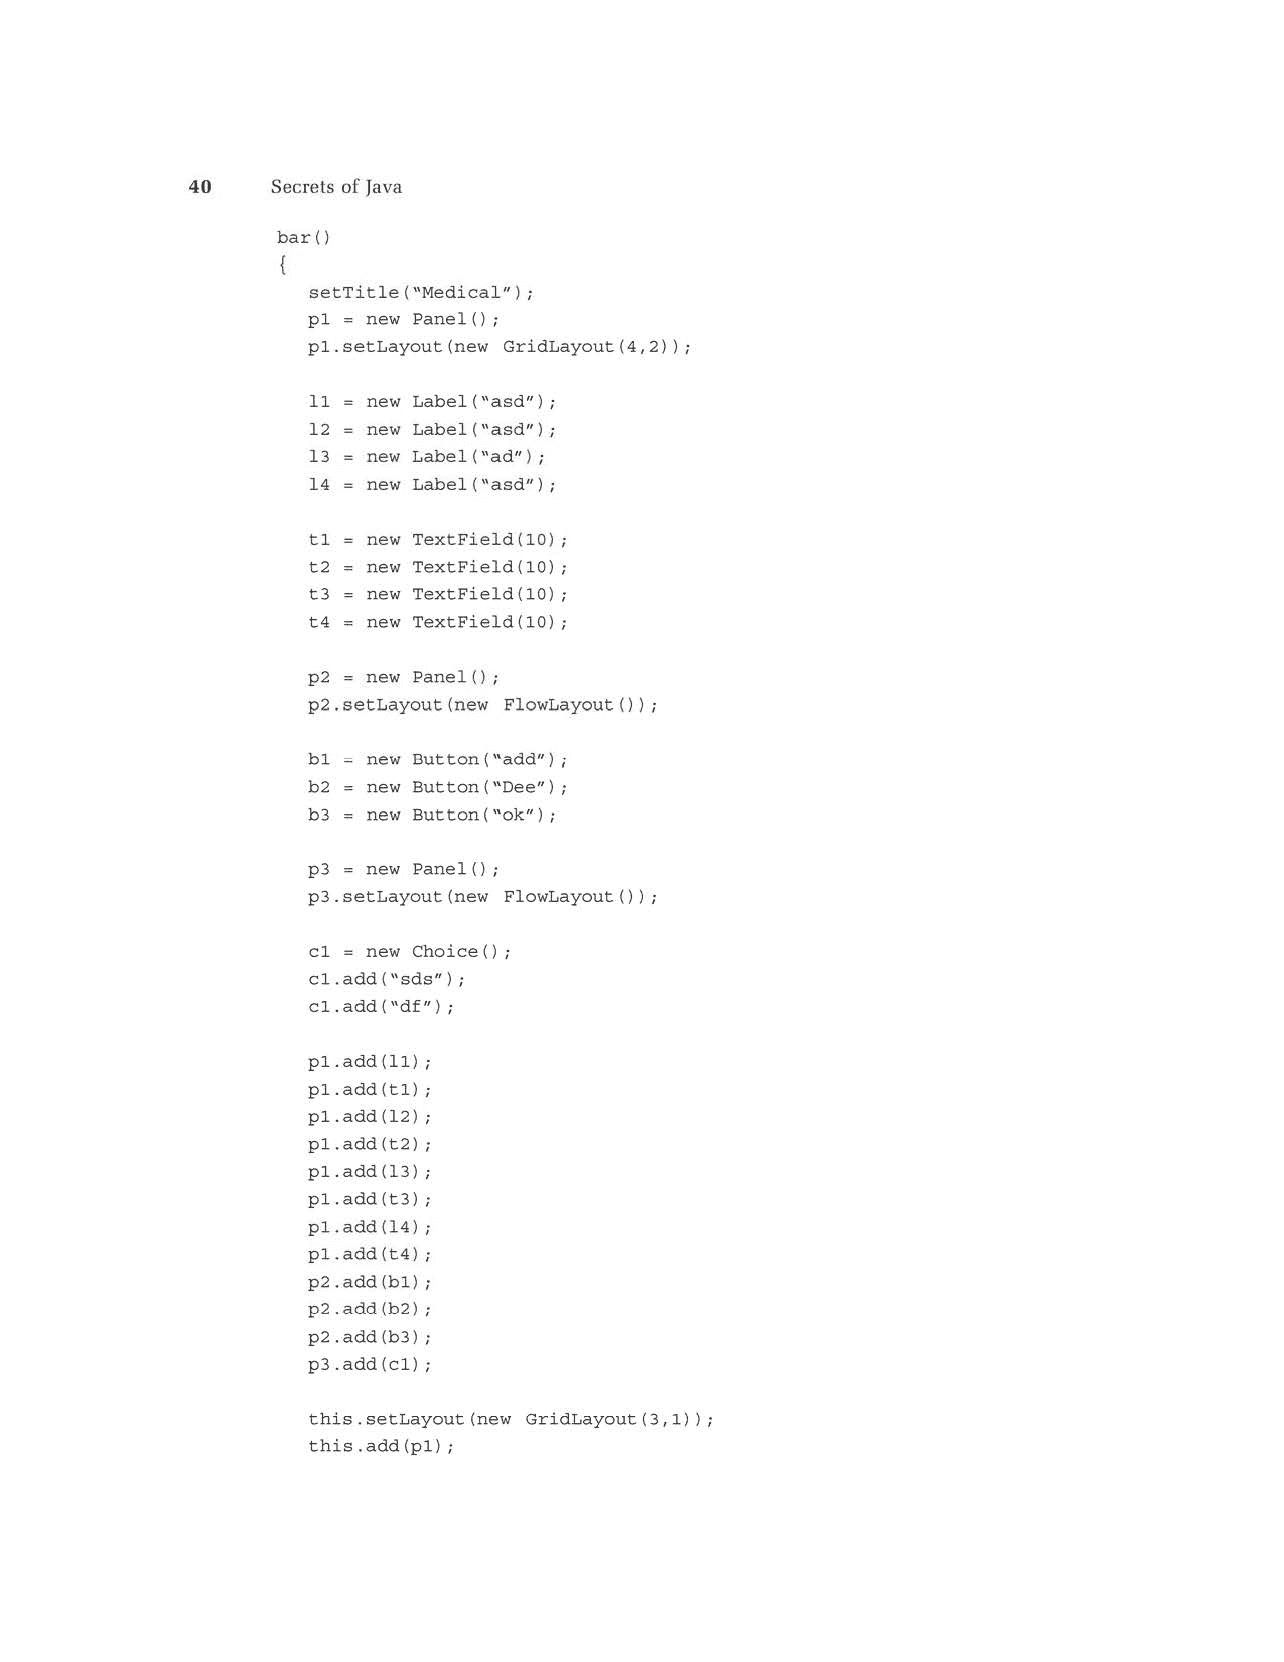 40 Secrets of Java
bar()
{
setTitle(“Medical”);
p1 = new Panel();
p1.setLayout(new GridLayout(4,2));
l1 = new Label(“asd”);
l2 = new Label(“asd”);
l3 = new Label(“ad”);
l4 = new Label(“asd”);
t1 = new TextField(10);
t2 = new TextField(10);
t3 = new TextField(10);
t4 = new TextField(10);
p2 = new Panel();
p2.setLayout(new FlowLayout());
b1 = new Button(“add”);
b2 = new Button(“Dee”);
b3 = new Button(“ok”);
p3 = new Panel();
p3.setLayout(new FlowLayout());
c1 = new Choice();
c1.add(“sds”);
c1.add(“df”);
p1.add(l1);
p1.add(t1);
p1.add(l2);
p1.add(t2);
p1.add(l3);
p1.add(t3);
p1.add(l4);
p1.add(t4);
p2.add(b1);
p2.add(b2);
p2.add(b3);
p3.add(c1);
this.setLayout(new GridLayout(3,1));
this.add(p1);